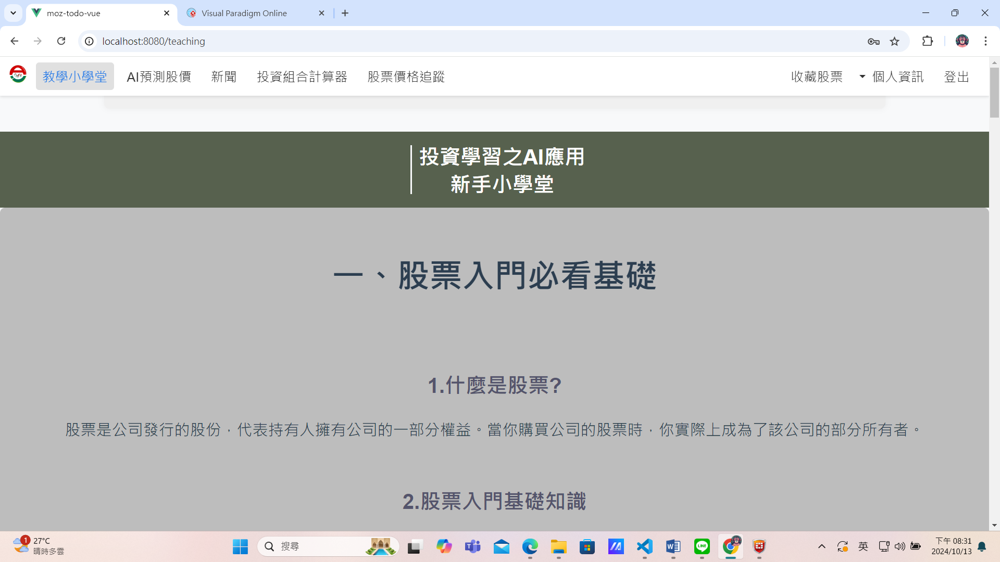 moz-todo-vue
Visual Paradigm Online
localhost:8080/teaching
教學小學堂 AI預測股價 新聞 投資組合計算器 股票價格追蹤 收藏股票 個人資訊 登出
投資學習之AI應用
新手小學堂
一、股票入門必看基礎
1.什麼是股票?
股票是公司發行的股份，代表持有人擁有公司的一部分權益。當你購買公司的股票時，你實際上成為了該公司的部分所有者。
2.股票入門基礎知識
1
27°C
晴時多雲
搜尋
LINE
英
下午 08:31
2024/10/13